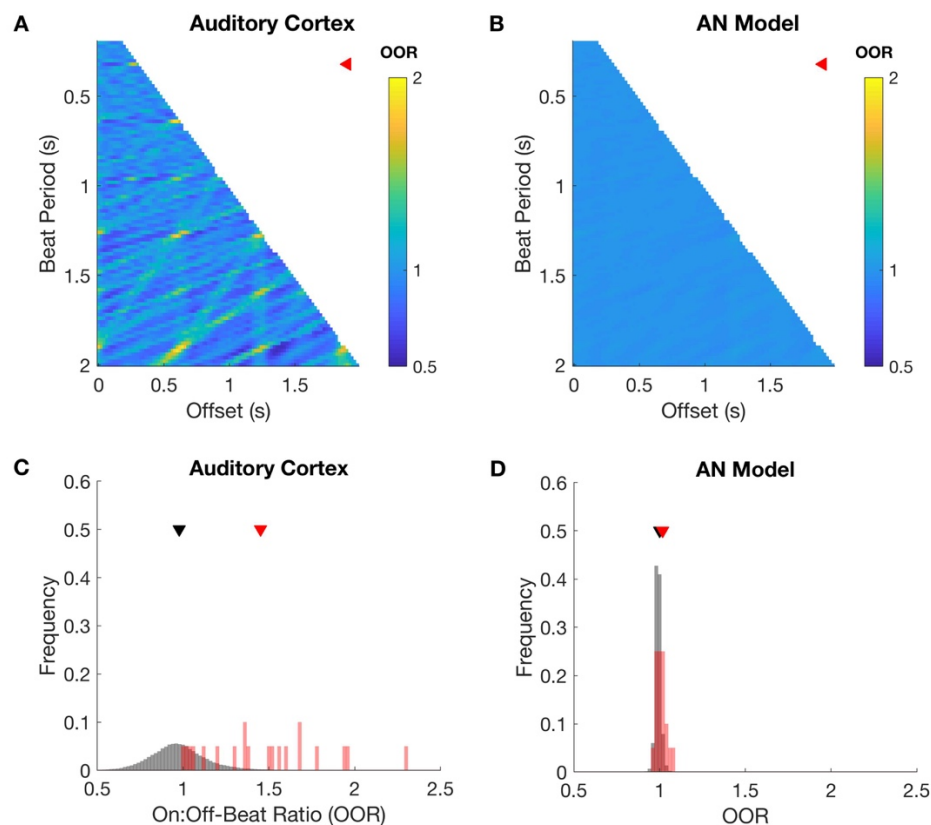 A
Auditory Cortex
OOR
2
1
0.5
Beat Period (s)
0.5
1
1.5
2
0 0.5 1 1.5
Offset (s)
B
AN Model
OOR
2
1
0.5
Beat Period (s)
0.5
1
1.5
2
0 0.5 1 1.5
Offset (s)
C
Auditory Cortex
Frequency
0.6
0.5
0.4
0.3
0.2
0.1
0
0.5 1 1.5 2 2.5
On:Off-Beat Ratio (OOR)
D
AN Model
Frequency
0.6
0.5
0.4
0.3
0.2
0.1
0
0.5 1 1.5 2 2.5
OOR